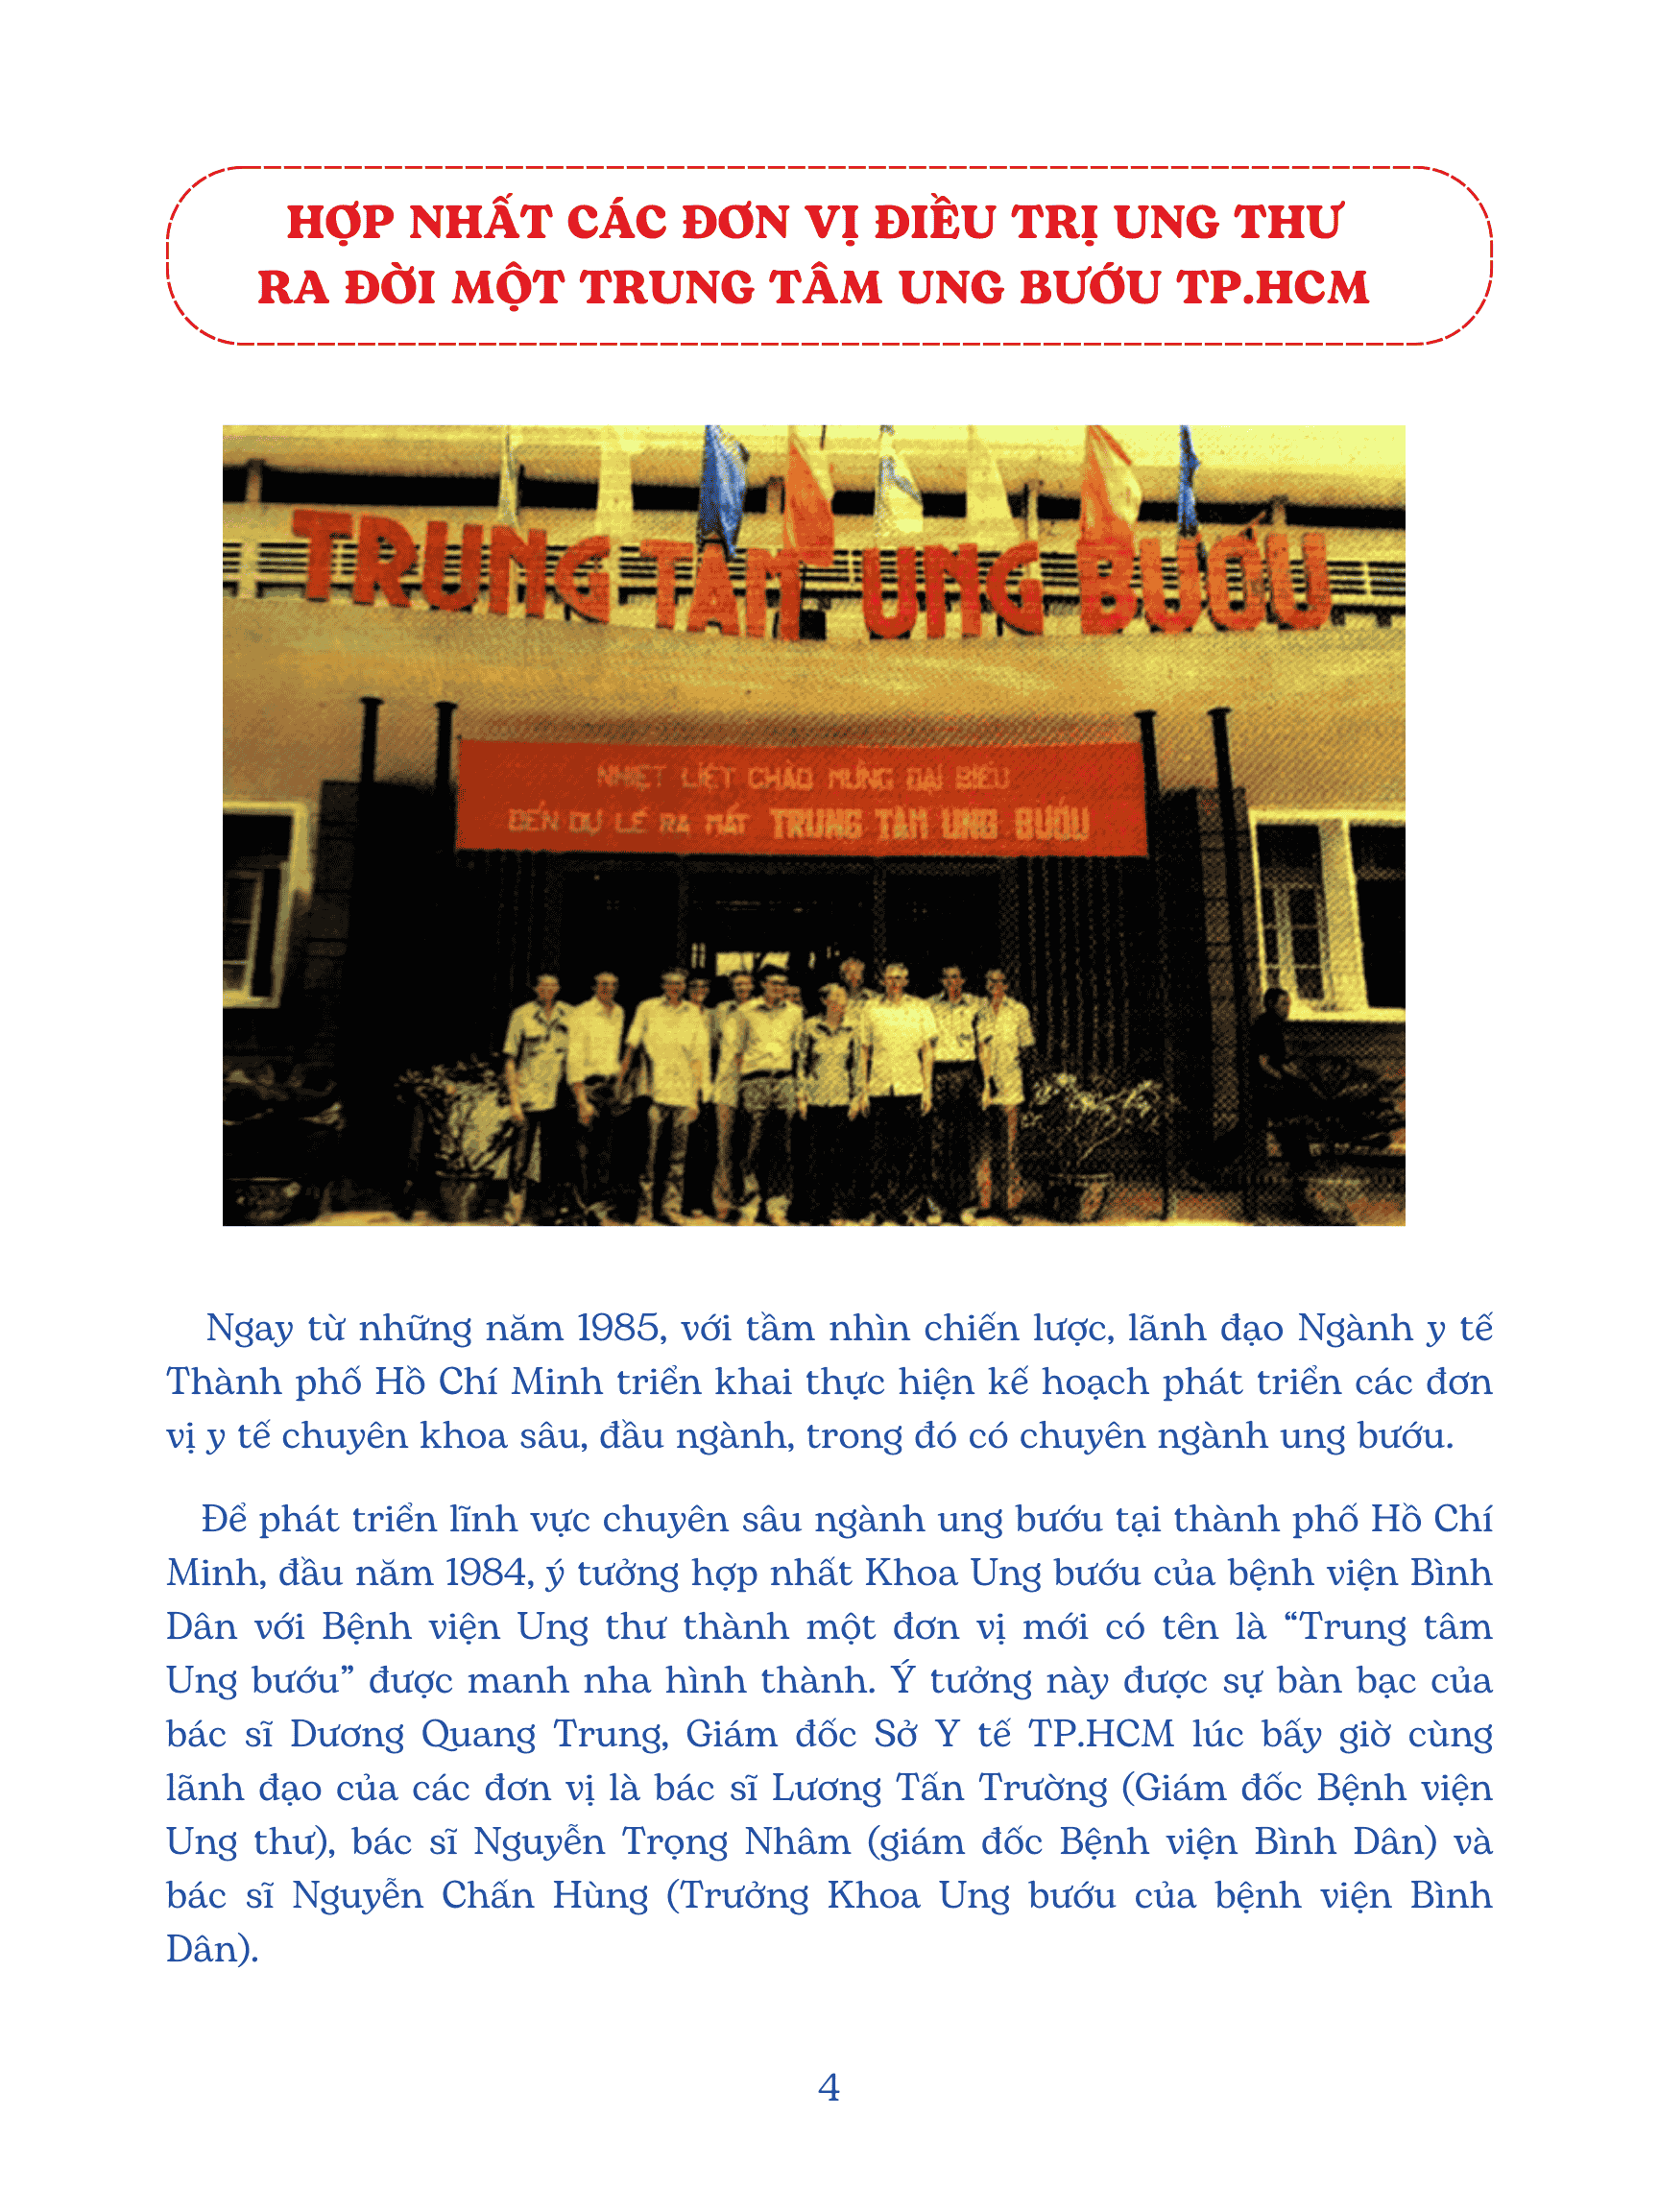 HỢP NHẤT CÁC ĐƠN VỊ ĐIỀU TRỊ UNG THƯ
RA ĐỜI MỘT TRUNG TÂM UNG BƯỚU TP.HCM
TRUNG TÂM UNG BƯỚU
NHIỆT LIỆT CHÀO MỪNG ĐẠI BIỂU
ĐẾN DỰ LỄ RA MẮT TRUNG TÂM UNG BƯỚU
Ngay từ những năm 1985, với tầm nhìn chiến lược, lãnh đạo Ngành y tế
Thành phố Hồ Chí Minh triển khai thực hiện kế hoạch phát triển các đơn
vị y tế chuyên khoa sâu, đầu ngành, trong đó có chuyên ngành ung bướu.
Để phát triển lĩnh vực chuyên sâu ngành ung bướu tại thành phố Hồ Chí
Minh, đầu năm 1984, ý tưởng hợp nhất Khoa Ung bướu của bệnh viện Bình
Dân với Bệnh viện Ung thư thành một đơn vị mới có tên là “Trung tâm
Ung bướu” được manh nha hình thành. Ý tưởng này được sự bàn bạc của
bác sĩ Dương Quang Trung, Giám đốc Sở Y tế TP.HCM lúc bấy giờ cùng
lãnh đạo của các đơn vị là bác sĩ Lương Tấn Trường (Giám đốc Bệnh viện
Ung thư), bác sĩ Nguyễn Trọng Nhâm (giám đốc Bệnh viện Bình Dân) và
bác sĩ Nguyễn Chấn Hùng (Trưởng Khoa Ung bướu của bệnh viện Bình
Dân).
4